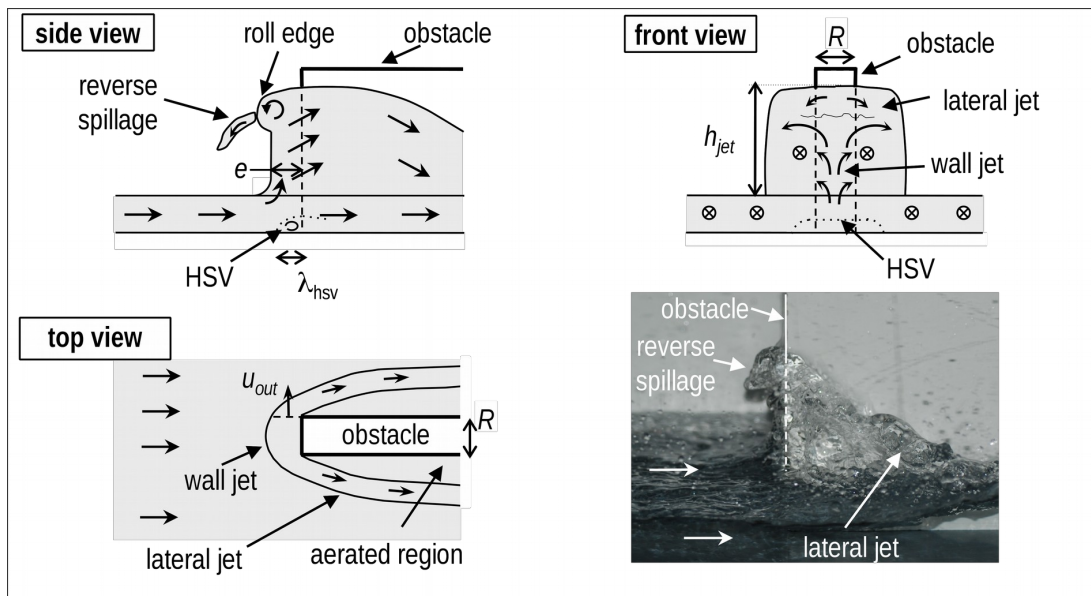 side view
roll edge
obstacle
reverse
spillage
e
HSV
λhsv
front view
R
obstacle
lateral jet
hjet
wall jet
HSV
top view
uout
obstacle
R
wall jet
lateral jet
aerated region
obstacle
reverse
spillage
lateral jet